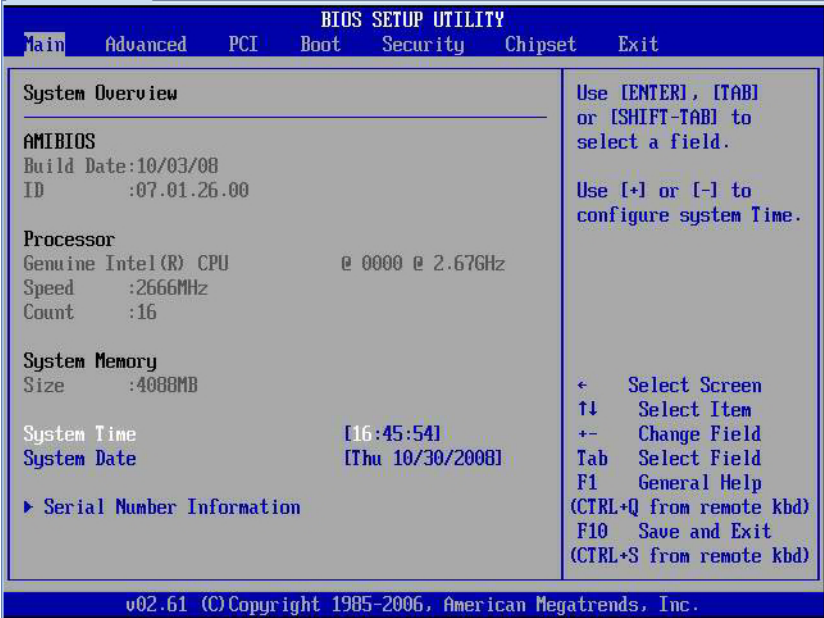 BIOS SETUP UTILITY
Main Advanced PCI Boot Security Chipset Exit
System Overview
AMIBIOS
Build Date:10/03/08
ID :07.01.26.00
Processor
Genuine Intel(R) CPU @ 0000 @ 2.67GHz
Speed :2666MHz
Count :16
System Memory
Size :4088MB
System Time [16:45:54]
System Date [Thu 10/30/2008]
Serial Number Information
Use [ENTER], [TAB]
or [SHIFT-TAB] to
select a field.
Use [+] or [-] to
configure system Time.
← Select Screen
↑↓ Select Item
+- Change Field
Tab Select Field
F1 General Help
(CTRL+Q from remote kbd)
F10 Save and Exit
(CTRL+S from remote kbd)
v02.61 (C)Copyright 1985-2006, American Megatrends, Inc.